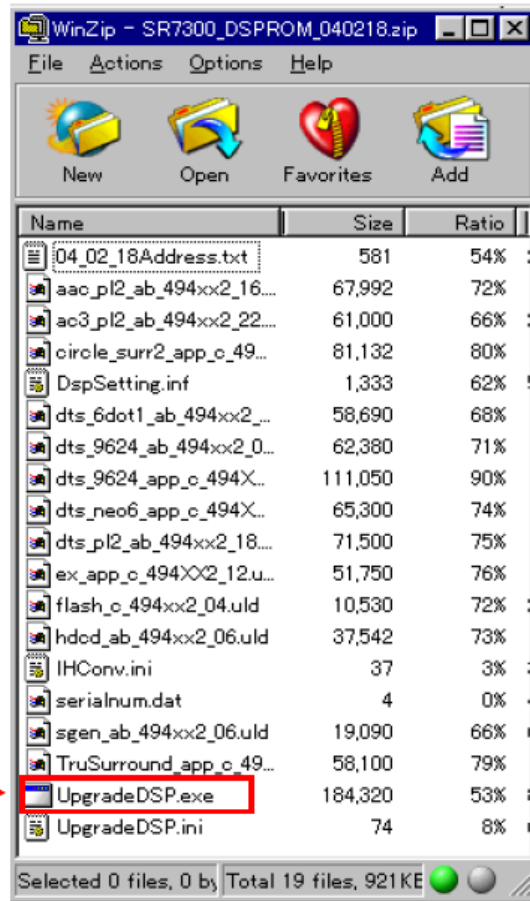 WinZip - SR7300_DSPROM_040218.zip
File Actions Options Help
New Open Favorites Add
Name Size Ratio
04_02_18Address.txt 581 54%
aac_pl2_ab_494xx2_16.... 67,992 72%
ac3_pl2_ab_494xx2_22.... 61,000 66%
circle_surr2_app_c_49... 81,132 80%
DspSetting.inf 1,333 62%
dts_6dot1_ab_494xx2_... 58,690 68%
dts_9624_ab_494xx2_0... 62,380 71%
dts_9624_app_c_494X... 111,050 90%
dts_neo6_app_c_494X... 65,300 74%
dts_pl2_ab_494xx2_18.... 71,500 75%
ex_app_c_494XX2_12.u... 51,750 76%
flash_c_494xx2_04.uld 10,530 72%
hdcd_ab_494xx2_06.uld 37,542 73%
IHConv.ini 37 3%
serialnum.dat 4 0%
sgen_ab_494xx2_06.uld 19,090 66%
TruSurround_app_c_49... 58,100 79%
UpgradeDSP.exe 184,320 53%
UpgradeDSP.ini 74 8%
Selected 0 files, 0 by Total 19 files, 921KB